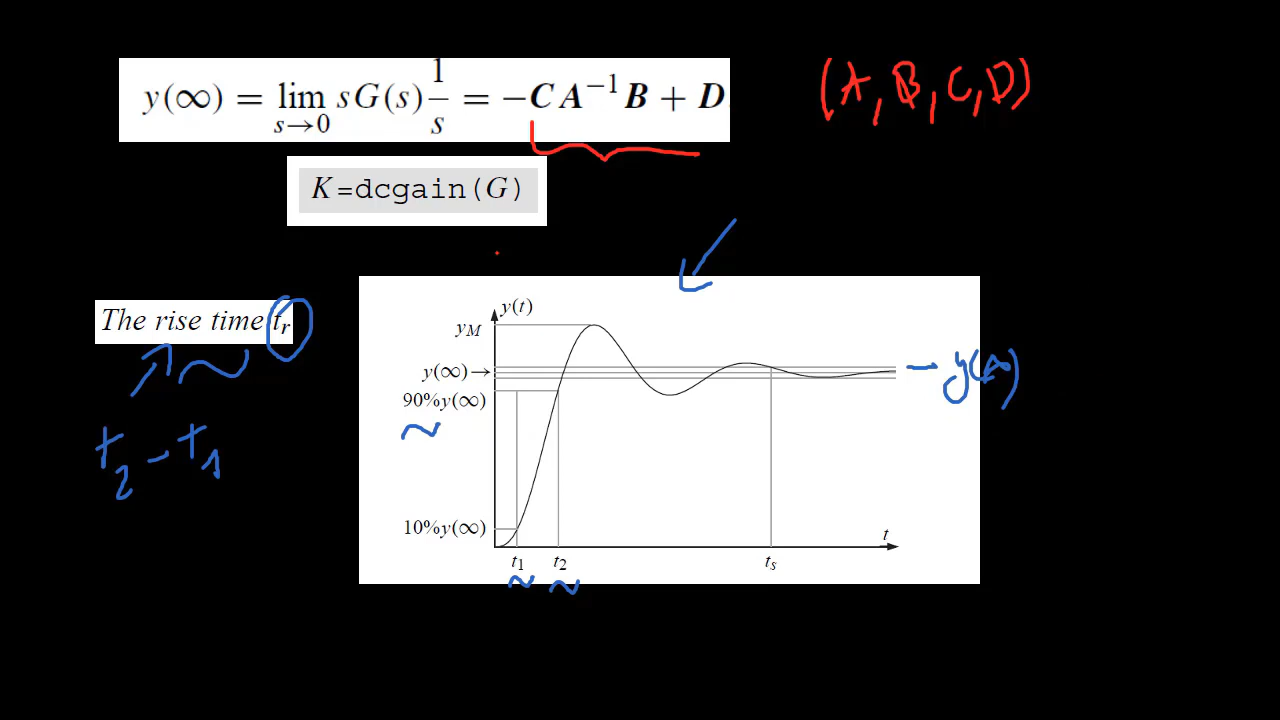 y(∞) = lim s→0 sG(s) 1/s = −CA⁻¹B + D
(A, B, C, D)
K=dcgain(G)
The rise time tr
t2 - t1
y(t)
yM
y(∞) →
90%y(∞)
10%y(∞)
t1 t2 ts
t
y(∞)